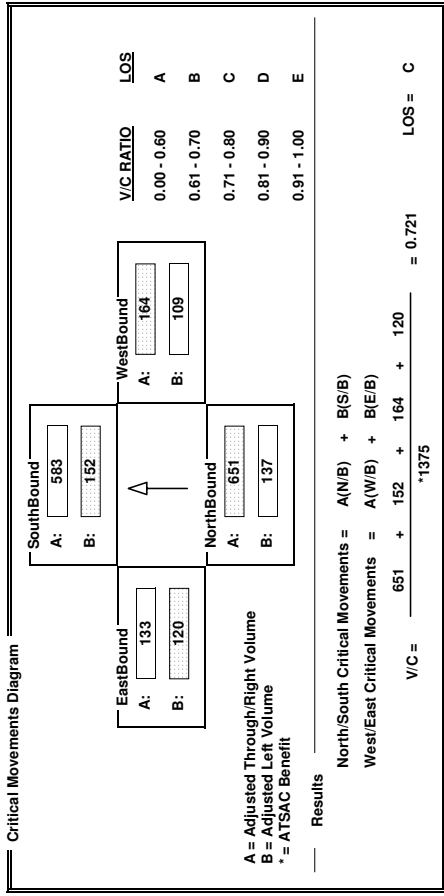 Critical Movements Diagram
SouthBound
A: 583
B: 152
EastBound
A: 133
B: 120
WestBound
A: 164
B: 109
NorthBound
A: 651
B: 137
V/C RATIO LOS
0.00 - 0.60 A
0.61 - 0.70 B
0.71 - 0.80 C
0.81 - 0.90 D
0.91 - 1.00 E
A = Adjusted Through/Right Volume
B = Adjusted Left Volume
* = ATSAC Benefit
Results
North/South Critical Movements = A(N/B) + B(S/B)
West/East Critical Movements = A(W/B) + B(E/B)
V/C = 651 + 152 + 164 + 120 = 0.721 LOS = C
*1375